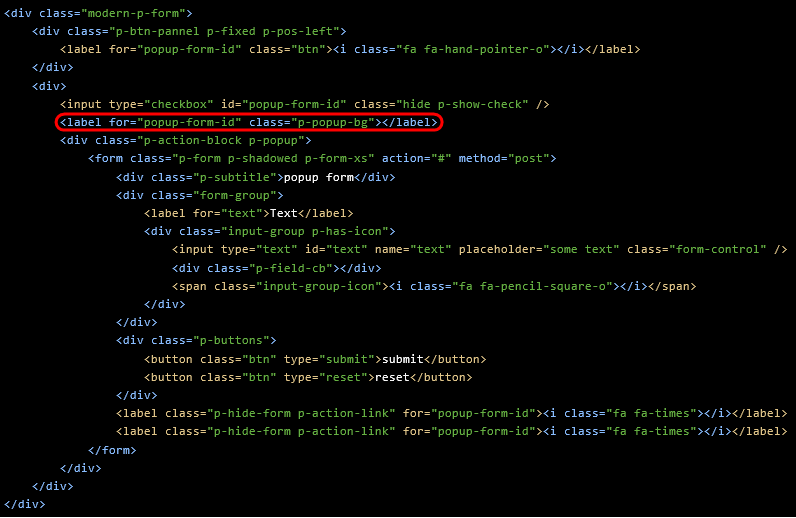 <div class="modern-p-form">
    <div class="p-btn-pannel p-fixed p-pos-left">
        <label for="popup-form-id" class="btn"><i class="fa fa-hand-pointer-o"></i></label>
    </div>
    <div>
        <input type="checkbox" id="popup-form-id" class="hide p-show-check" />
        <label for="popup-form-id" class="p-popup-bg"></label>
        <div class="p-action-block p-popup">
            <form class="p-form p-shadowed p-form-xs" action="#" method="post">
                <div class="p-subtitle">popup form</div>
                <div class="form-group">
                    <label for="text">Text</label>
                    <div class="input-group p-has-icon">
                        <input type="text" id="text" name="text" placeholder="some text" class="form-control" />
                        <div class="p-field-cb"></div>
                        <span class="input-group-icon"><i class="fa fa-pencil-square-o"></i></span>
                    </div>
                </div>
                <div class="p-buttons">
                    <button class="btn" type="submit">submit</button>
                    <button class="btn" type="reset">reset</button>
                </div>
                <label class="p-hide-form p-action-link" for="popup-form-id"><i class="fa fa-times"></i></label>
                <label class="p-hide-form p-action-link" for="popup-form-id"><i class="fa fa-times"></i></label>
            </form>
        </div>
    </div>
</div>